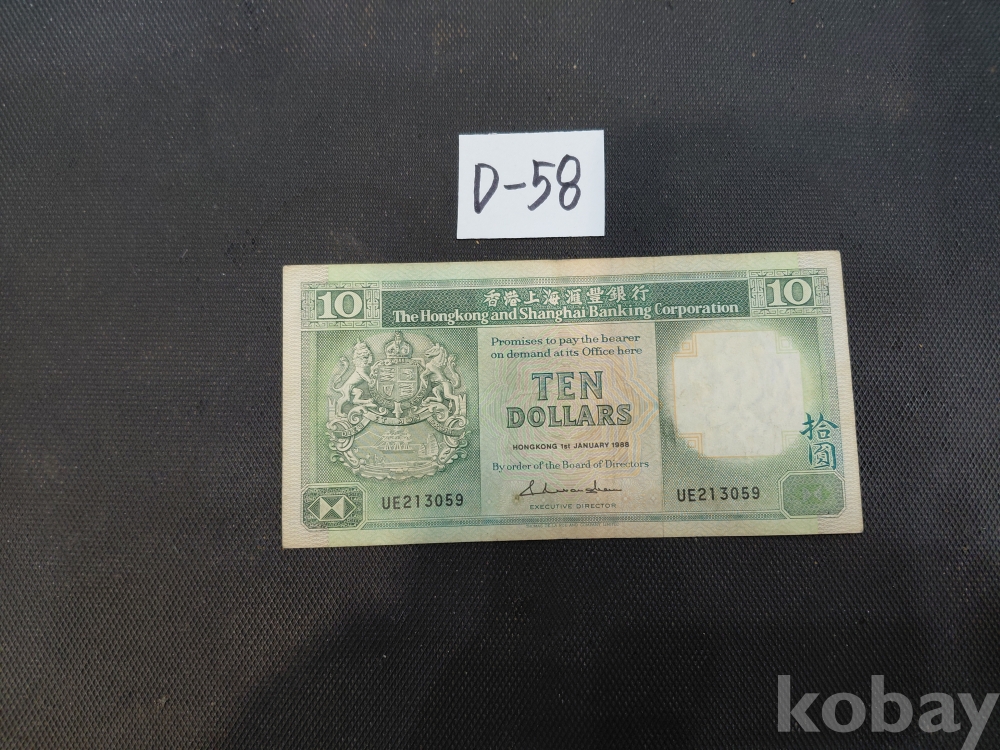 D-58
10
香港上海滙豐銀行
10
The Hongkong and Shanghai Banking Corporation
Promises to pay the bearer
on demand at its Office here
TEN
DOLLARS
拾圓
HONGKONG 1st JANUARY 1988
By order of the Board of Directors
UE213059
UE213059
EXECUTIVE DIRECTOR
kobay